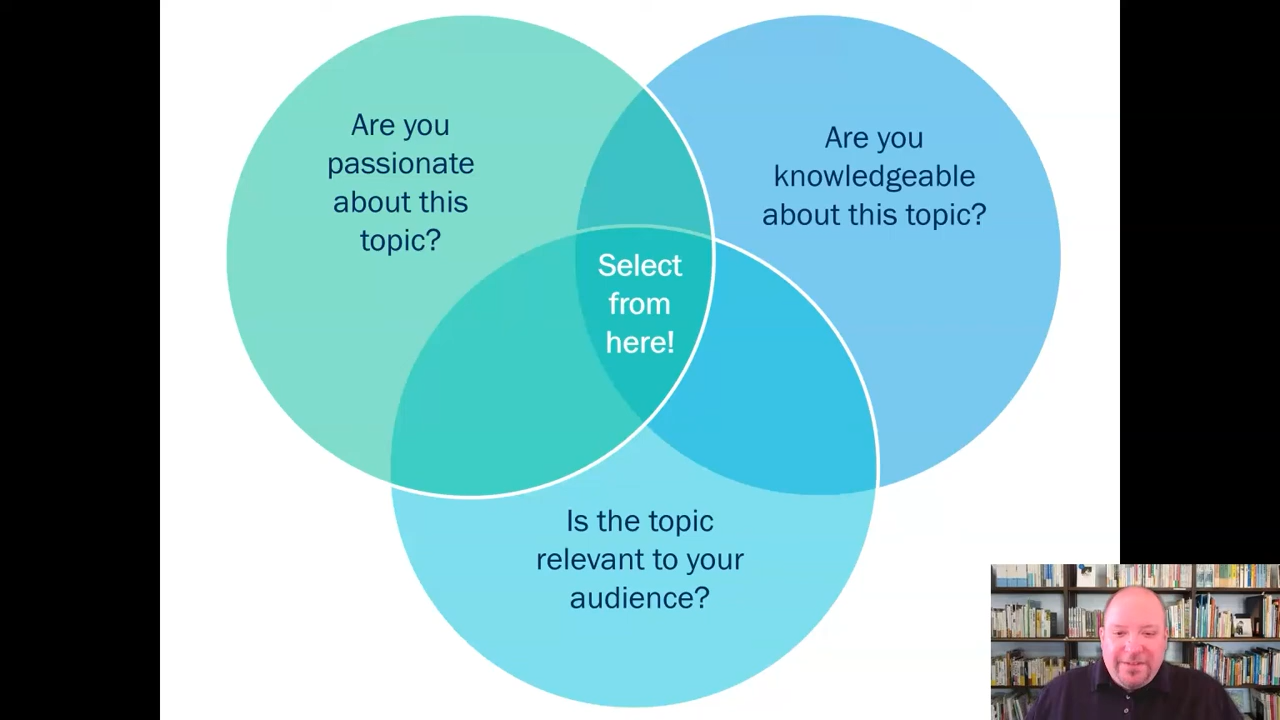 Are you
passionate
about this
topic?
Are you
knowledgeable
about this topic?
Select
from
here!
Is the topic
relevant to your
audience?